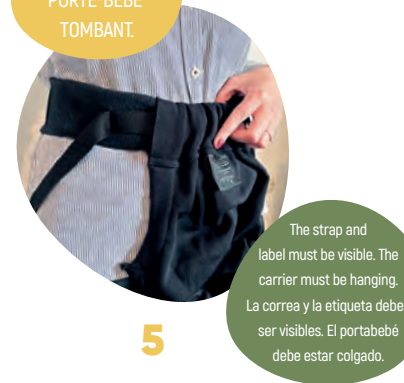 PORTE-BÉBÉ
TOMBANT.
The strap and
label must be visible. The
carrier must be hanging.
La correa y la etiqueta debe
ser visibles. El portabebé
debe estar colgado.
5